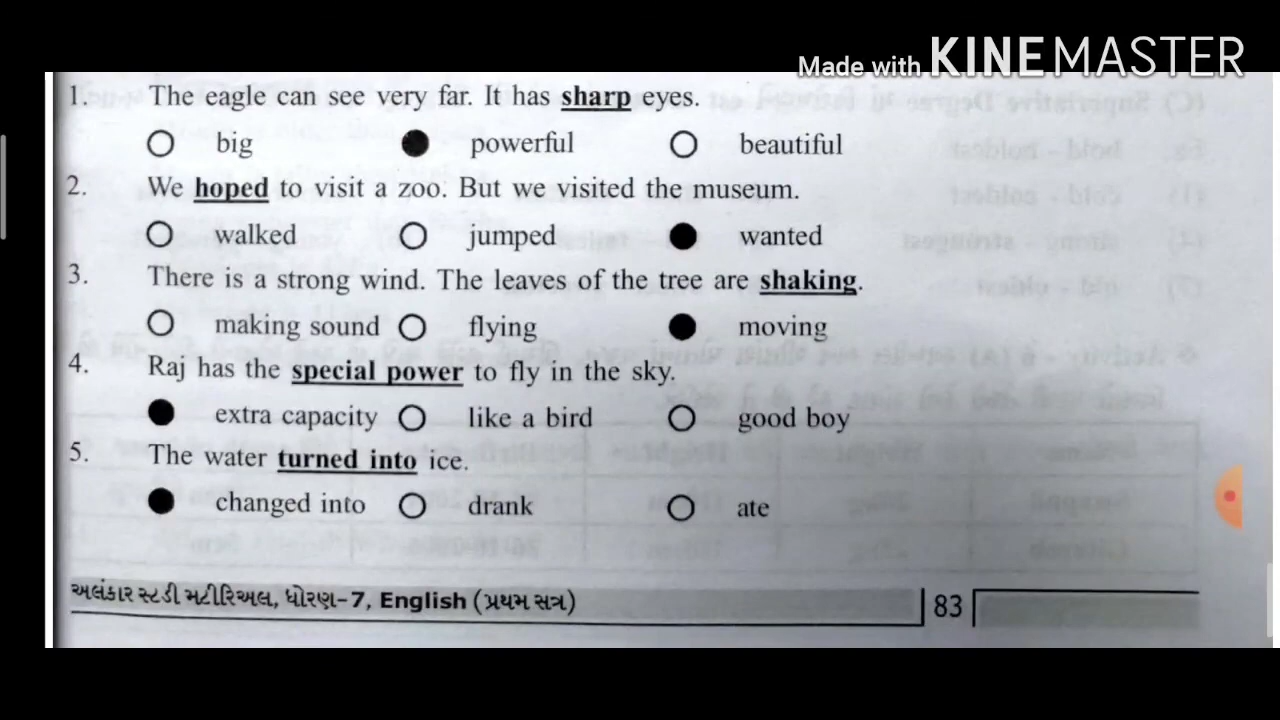 Made with KINEMASTER
1. The eagle can see very far. It has sharp eyes.
big powerful beautiful
2. We hoped to visit a zoo. But we visited the museum.
walked jumped wanted
3. There is a strong wind. The leaves of the tree are shaking.
making sound flying moving
4. Raj has the special power to fly in the sky.
extra capacity like a bird good boy
5. The water turned into ice.
changed into drank ate
અલંકાર સ્ટડી મટીરિઅલ, ધોરણ-7, English (પ્રથમ સત્ર) 83